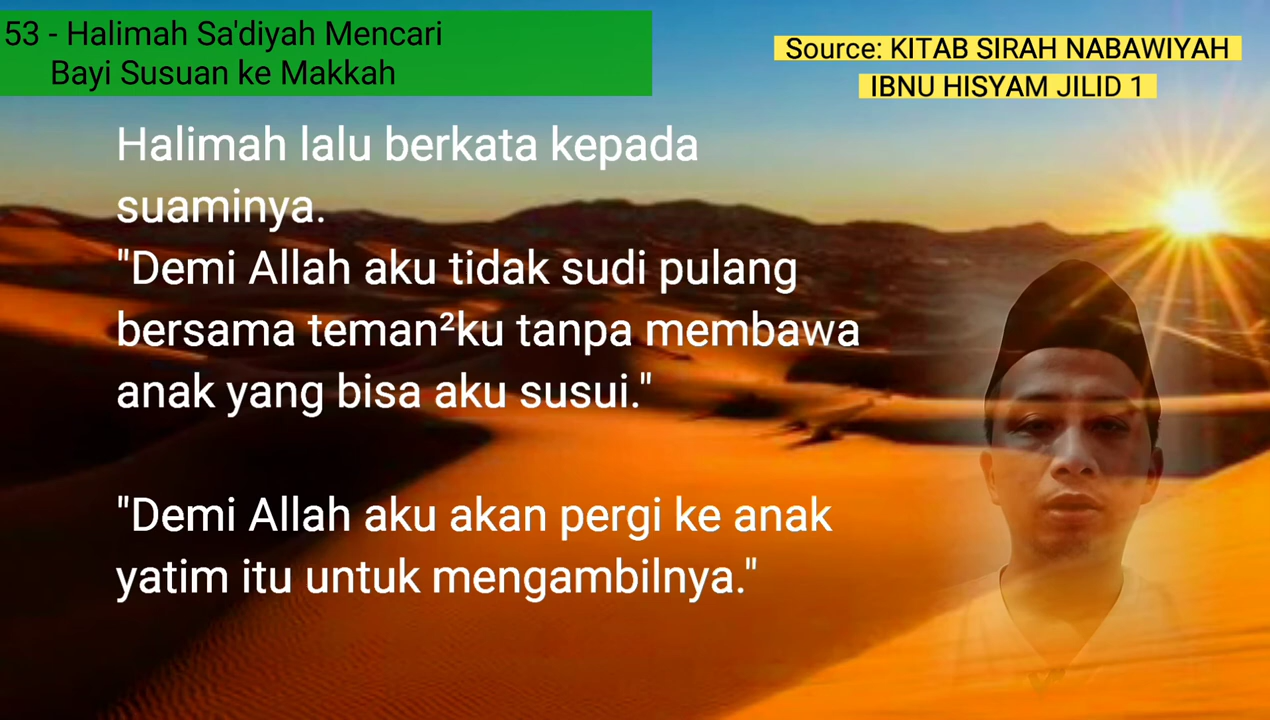 53 - Halimah Sa'diyah Mencari
Bayi Susuan ke Makkah
Source: KITAB SIRAH NABAWIYAH
IBNU HISYAM JILID 1
Halimah lalu berkata kepada
suaminya.
"Demi Allah aku tidak sudi pulang
bersama teman²ku tanpa membawa
anak yang bisa aku susui."
"Demi Allah aku akan pergi ke anak
yatim itu untuk mengambilnya."